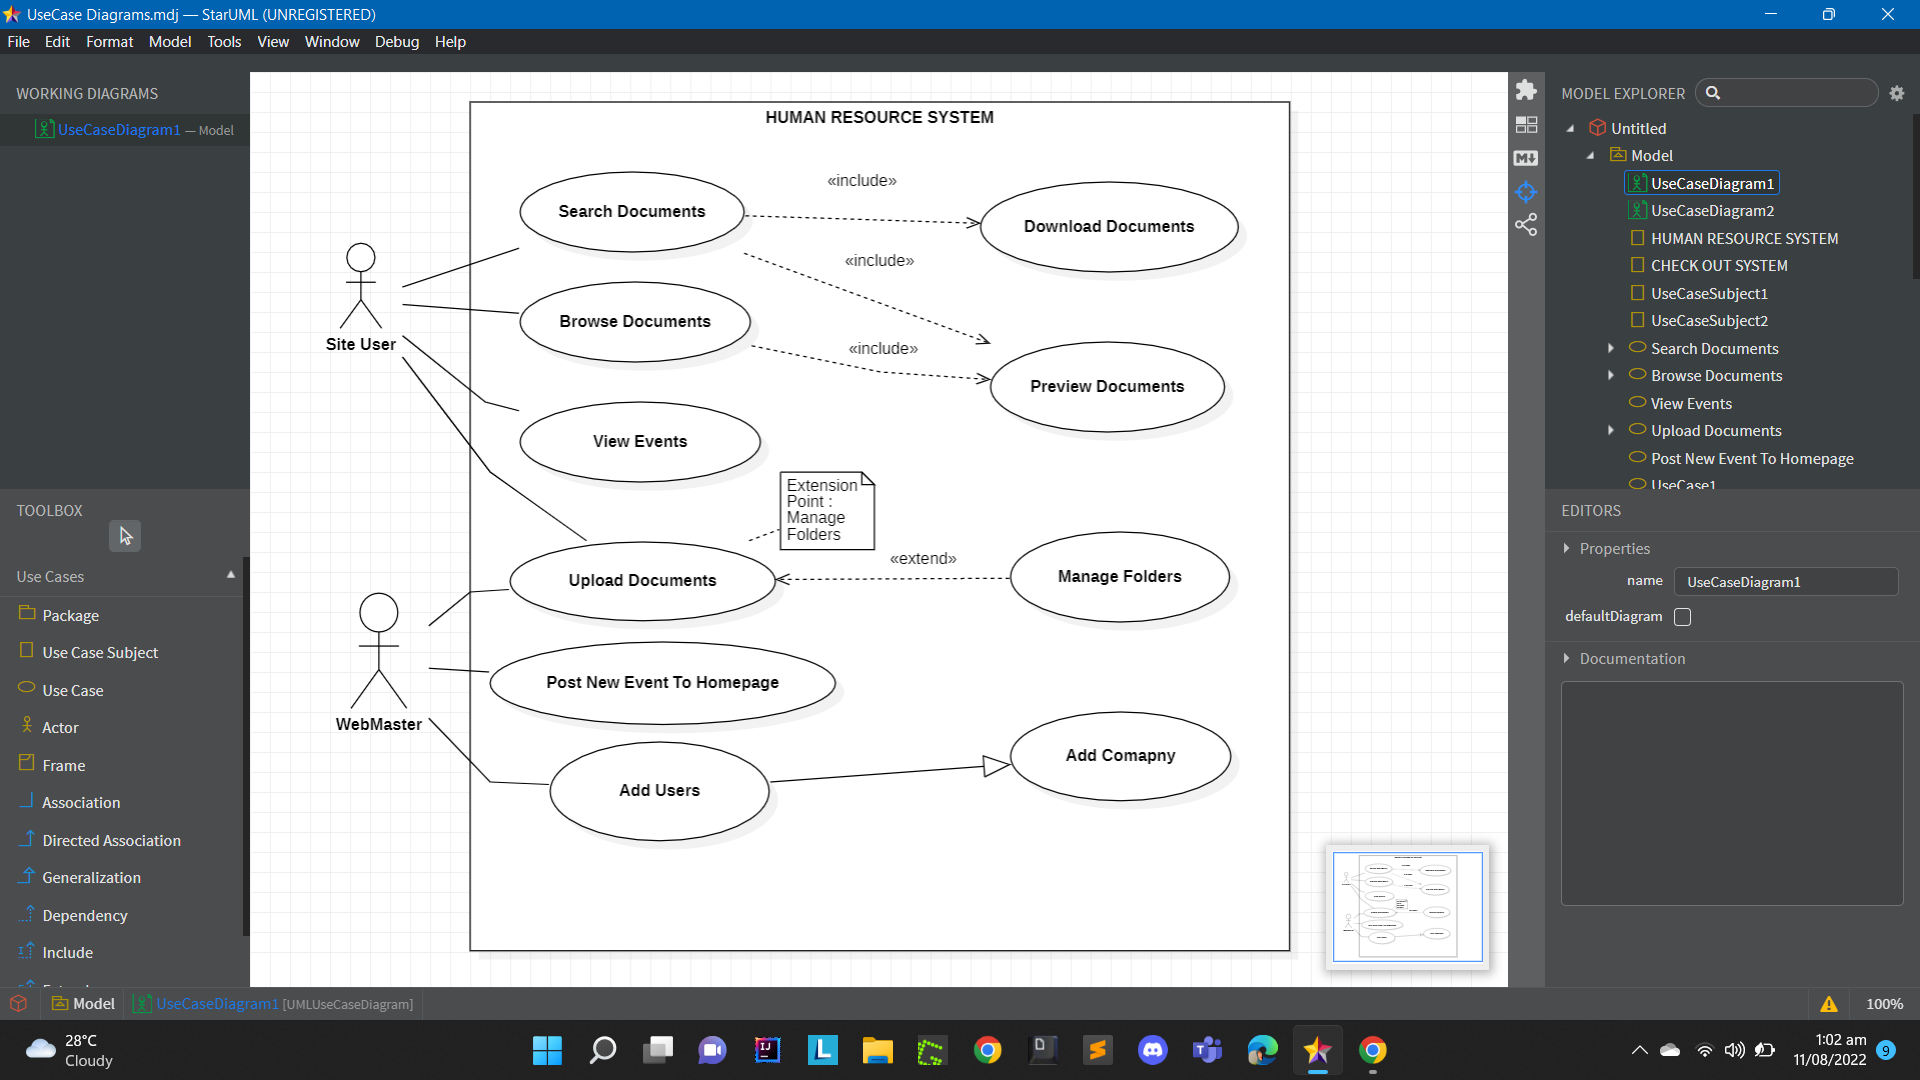 UseCase Diagrams.mdj — StarUML (UNREGISTERED)
File Edit Format Model Tools View Window Debug Help
WORKING DIAGRAMS
UseCaseDiagram1 — Model
TOOLBOX
Use Cases
Package
Use Case Subject
Use Case
Actor
Frame
Association
Directed Association
Generalization
Dependency
Include
HUMAN RESOURCE SYSTEM
Search Documents
«include»
Download Documents
«include»
Site User
Browse Documents
«include»
Preview Documents
View Events
Extension
Point :
Manage
Folders
«extend»
Upload Documents
Manage Folders
WebMaster
Post New Event To Homepage
Add Users
Add Comapny
MODEL EXPLORER
Untitled
Model
UseCaseDiagram1
UseCaseDiagram2
HUMAN RESOURCE SYSTEM
CHECK OUT SYSTEM
UseCaseSubject1
UseCaseSubject2
Search Documents
Browse Documents
View Events
Upload Documents
Post New Event To Homepage
UseCase1
EDITORS
Properties
name UseCaseDiagram1
defaultDiagram
Documentation
Model UseCaseDiagram1 [UMLUseCaseDiagram]
100%
28°C
Cloudy
1:02 am
11/08/2022
9